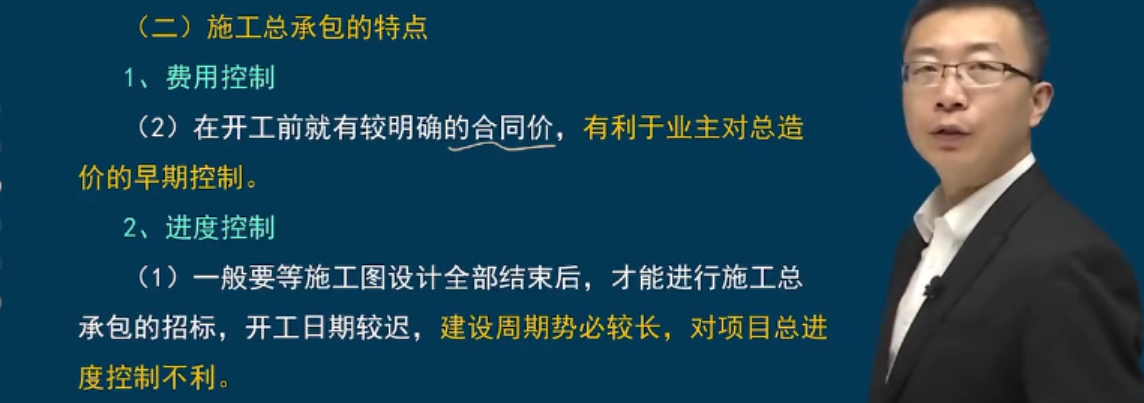 （二）施工总承包的特点
1、费用控制
（2）在开工前就有较明确的合同价，有利于业主对总造
价的早期控制。
2、进度控制
（1）一般要等施工图设计全部结束后，才能进行施工总
承包的招标，开工日期较迟，建设周期势必较长，对项目总进
度控制不利。